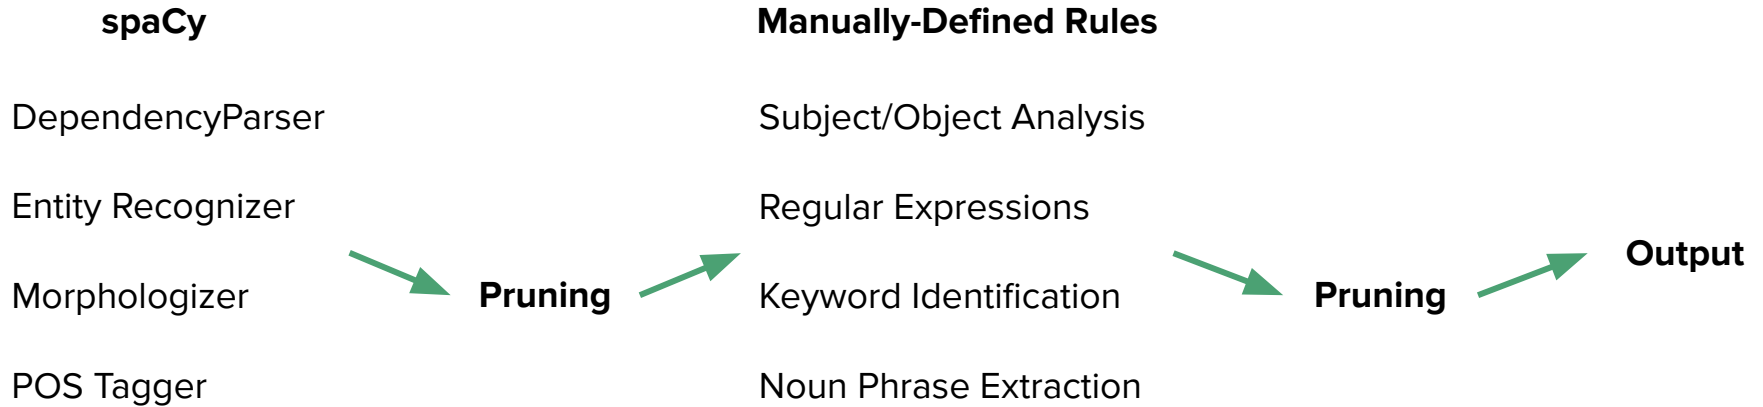 spaCy
DependencyParser
Entity Recognizer
Morphologizer
POS Tagger
Pruning
Manually-Defined Rules
Subject/Object Analysis
Regular Expressions
Keyword Identification
Noun Phrase Extraction
Pruning
Output